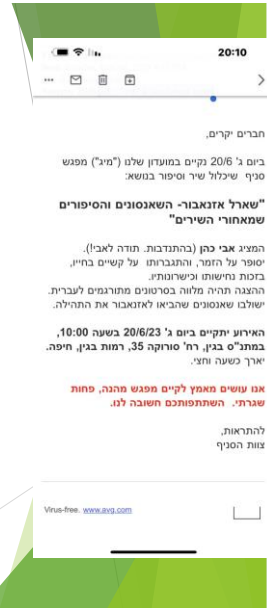 20:10
חברים יקרים,
ביום ג' 20/6 נקיים במועדון שלנו ("מיג") מפגש
סניף שיכלול שיר וסיפור בנושא:
"שארל אזנאבור- השאנסונים והסיפורים
שמאחורי השירים"
המציג אבי כהן (בהתנדבות. תודה לאבי!).
יסופר על הזמר, והתגברותו על קשיים בחייו,
בזכות נחישותו וכישרונותיו.
ההצגה תהיה מלווה בסרטונים מתורגמים לעברית.
ישולבו שאנסונים שהביאו לאזנאבור את התהילה.
האירוע יתקיים ביום ג' 20/6/23 בשעה 10:00,
במתנ"ס בגין, רח' סורוקה 35, רמות בגין, חיפה.
יארך כשעה וחצי.
אנו עושים מאמץ לקיים מפגש מהנה, פחות
שגרתי. השתתפותכם חשובה לנו.
להתראות,
צוות הסניף
Virus-free. www.avg.com